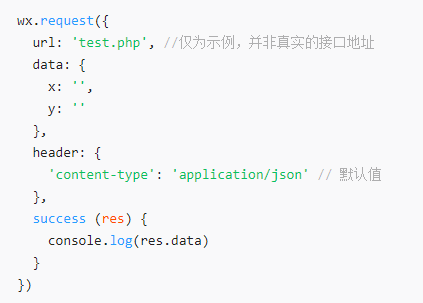 wx.request({
  url: 'test.php', //仅为示例，并非真实的接口地址
  data: {
    x: '',
    y: ''
  },
  header: {
    'content-type': 'application/json' // 默认值
  },
  success (res) {
    console.log(res.data)
  }
})